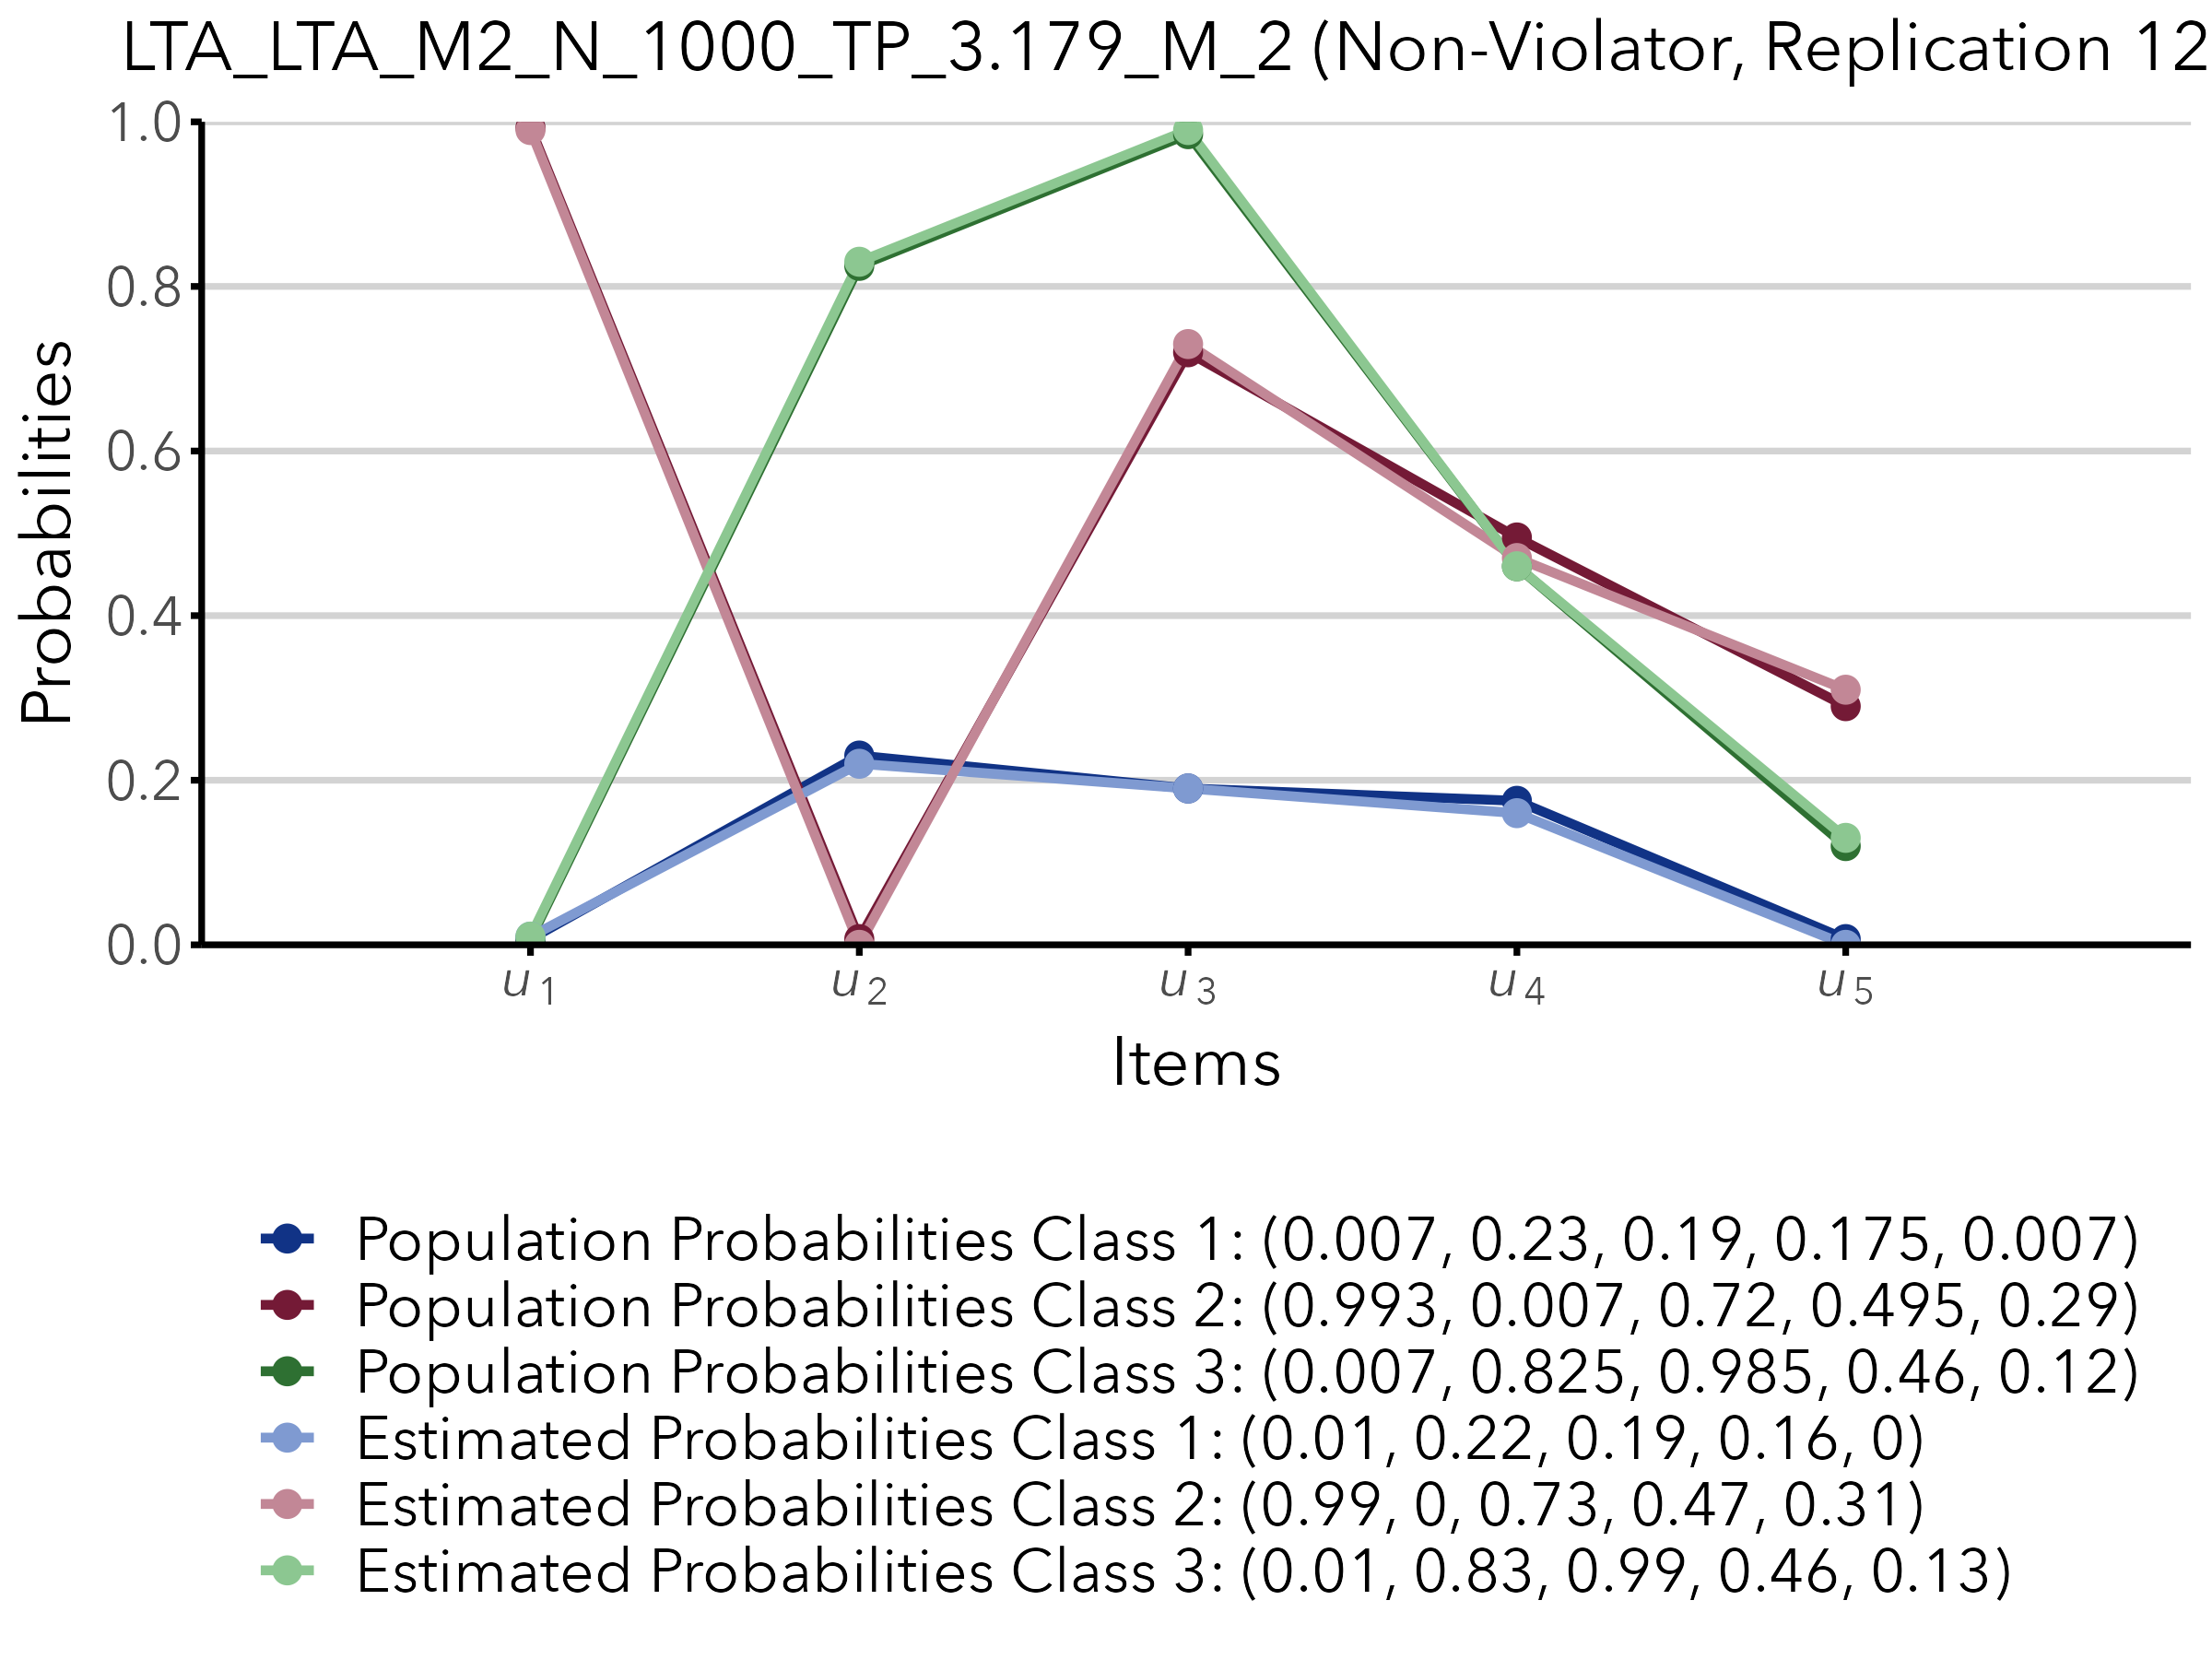 LTA_LTA_M2_N_1000_TP_3.179_M_2 (Non-Violator, Replication 12
1.0
0.8
0.6
0.4
0.2
0.0
Probabilities
u1 u2 u3 u4 u5
Items
Population Probabilities Class 1: (0.007, 0.23, 0.19, 0.175, 0.007)
Population Probabilities Class 2: (0.993, 0.007, 0.72, 0.495, 0.29)
Population Probabilities Class 3: (0.007, 0.825, 0.985, 0.46, 0.12)
Estimated Probabilities Class 1: (0.01, 0.22, 0.19, 0.16, 0)
Estimated Probabilities Class 2: (0.99, 0, 0.73, 0.47, 0.31)
Estimated Probabilities Class 3: (0.01, 0.83, 0.99, 0.46, 0.13)